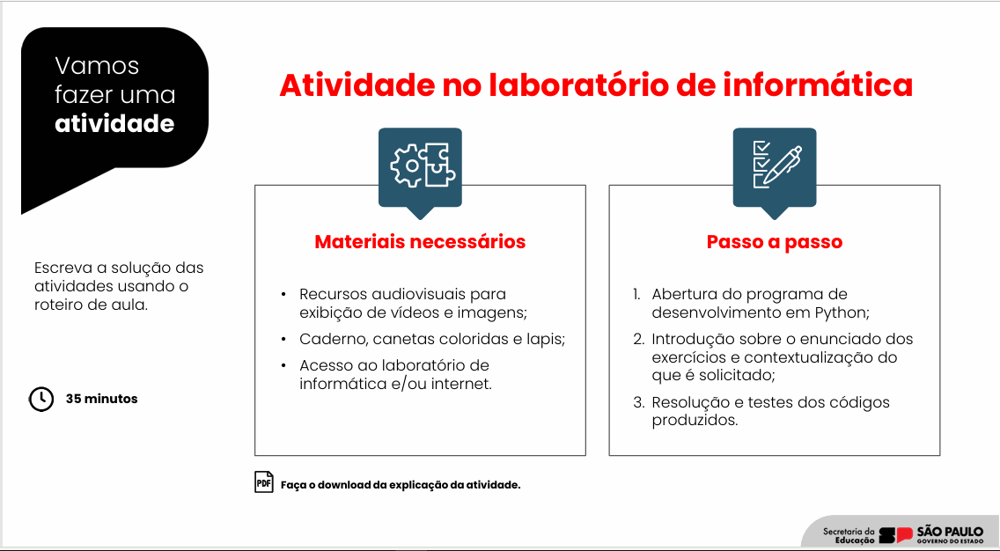 Vamos
fazer uma
atividade
Escreva a solução das
atividades usando o
roteiro de aula.
35 minutos
Atividade no laboratório de informática
Materiais necessários
• Recursos audiovisuais para
exibição de vídeos e imagens;
• Caderno, canetas coloridas e lapis;
• Acesso ao laboratório de
informática e/ou internet.
Passo a passo
1. Abertura do programa de
desenvolvimento em Python;
2. Introdução sobre o enunciado dos
exercícios e contextualização do
que é solicitado;
3. Resolução e testes dos códigos
produzidos.
PDF
Faça o download da explicação da atividade.
Secretaria da
Educação
SÃO PAULO
GOVERNO DO ESTADO